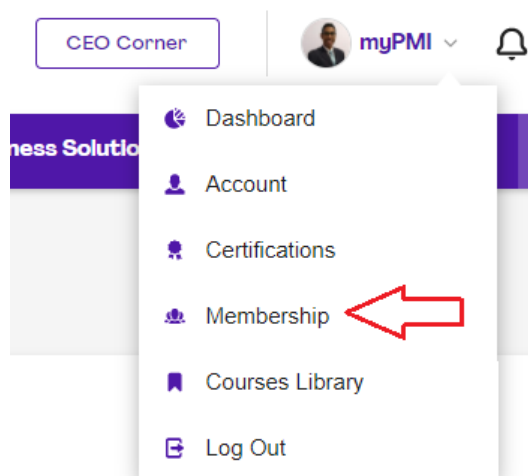 CEO Corner
myPMI
Dashboard
ness Solutio
Account
Certifications
Membership
Courses Library
Log Out